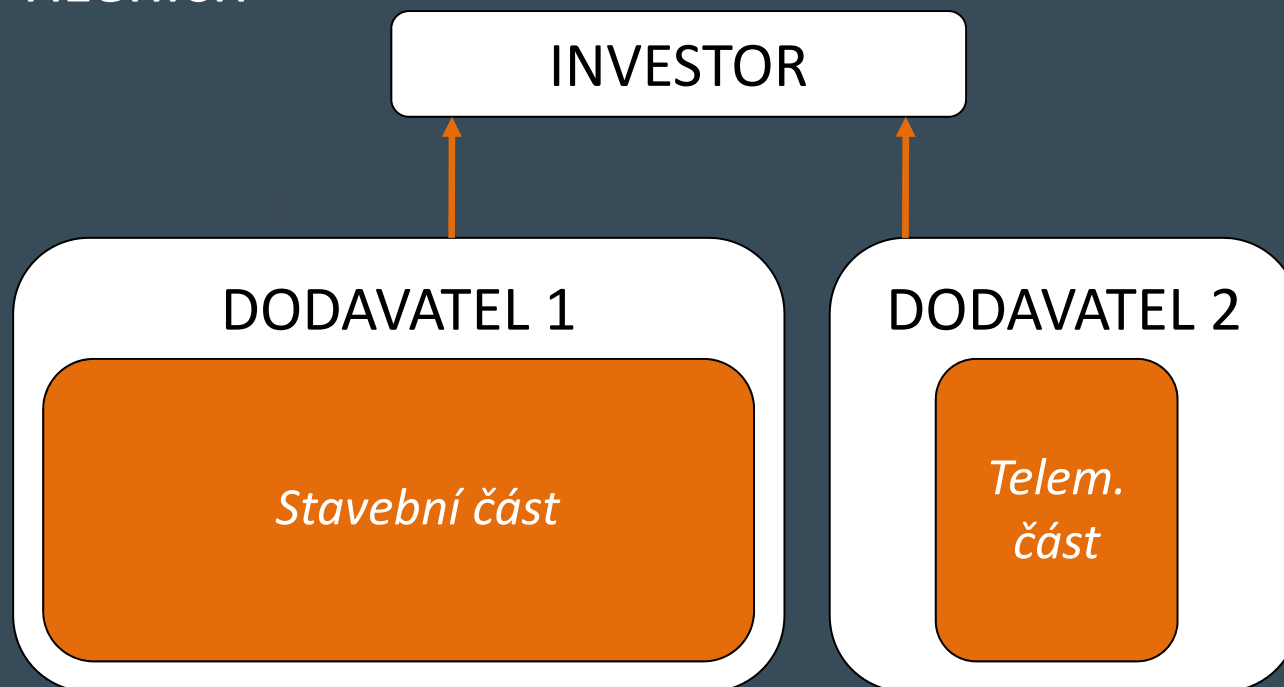 INVESTOR
DODAVATEL 1
DODAVATEL 2
Stavební část
Telem.
část